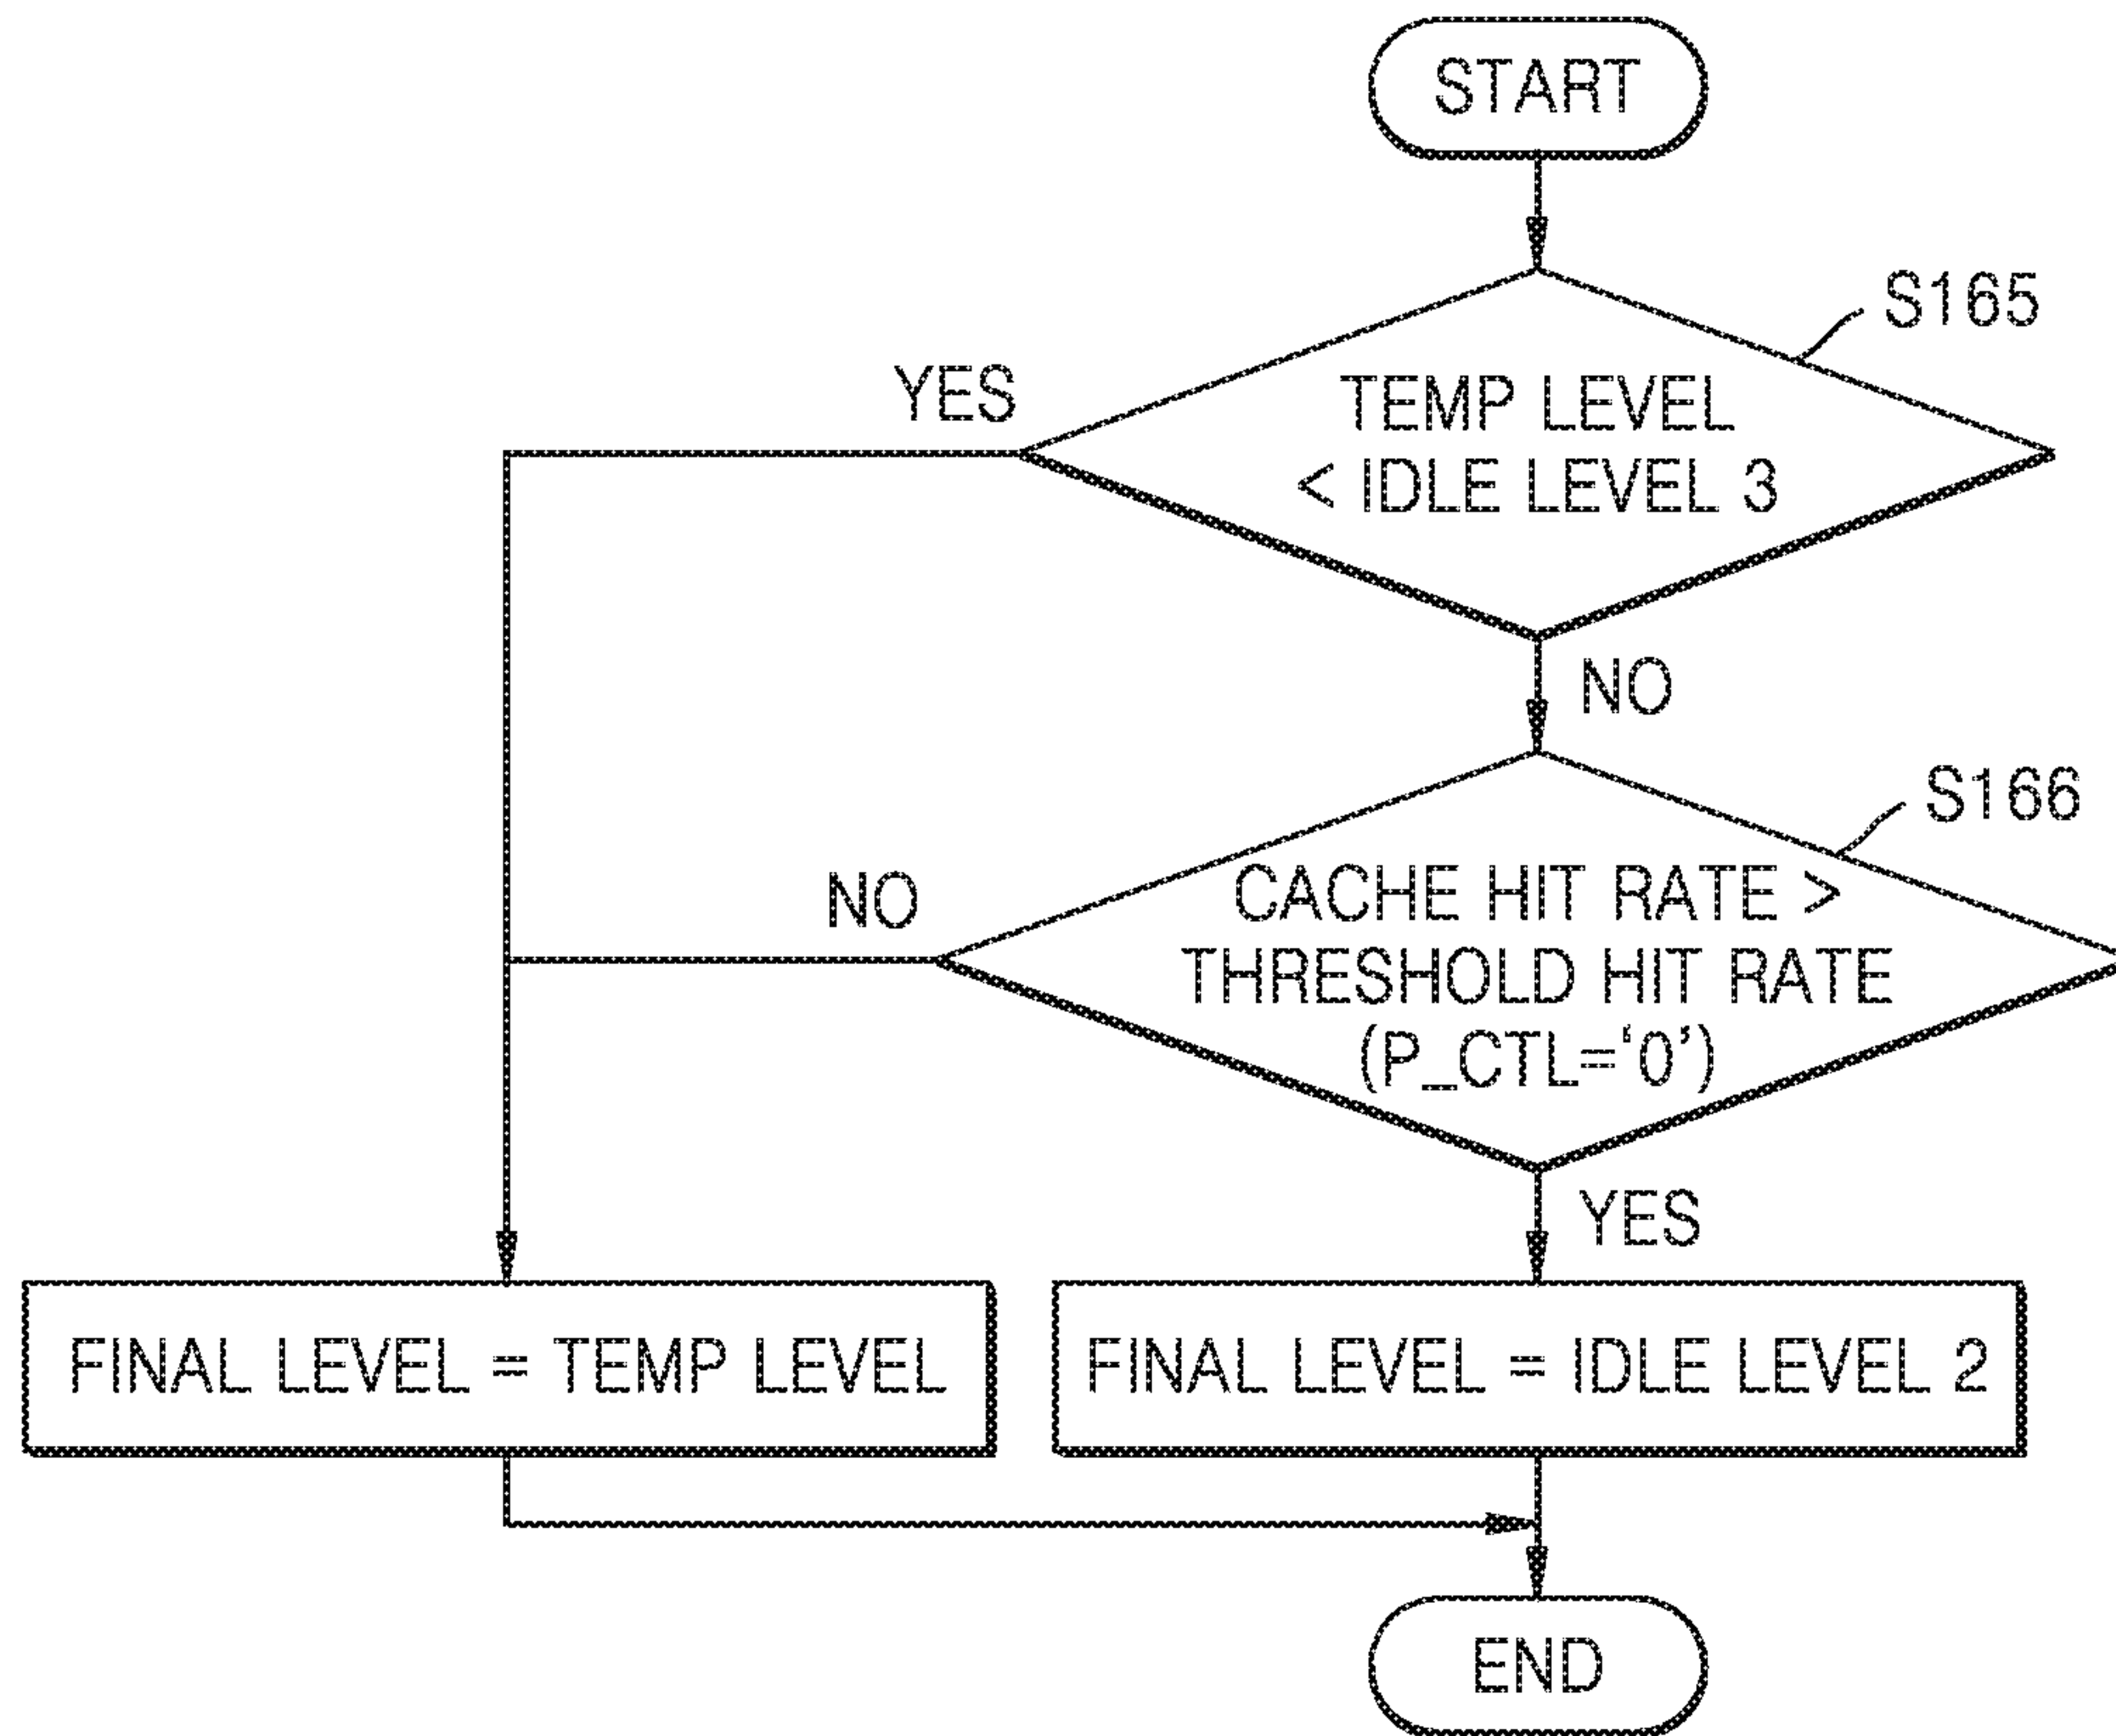 START
S165
YES
TEMP LEVEL
< IDLE LEVEL 3
NO
S166
NO
CACHE HIT RATE >
THRESHOLD HIT RATE
(P_CTL=‘0’)
YES
FINAL LEVEL = TEMP LEVEL
FINAL LEVEL = IDLE LEVEL 2
END